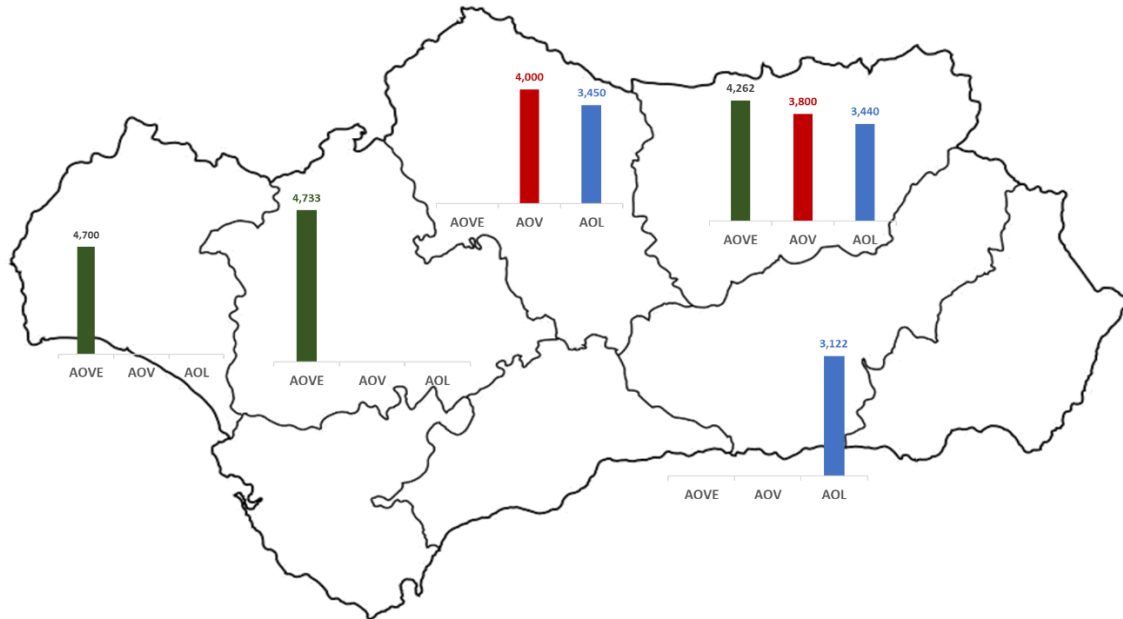 4,000
3,450
AOVE AOV AOL
4,262
3,800
3,440
AOVE AOV AOL
4,700
AOVE AOV AOL
4,733
AOVE AOV AOL
3,122
AOVE AOV AOL